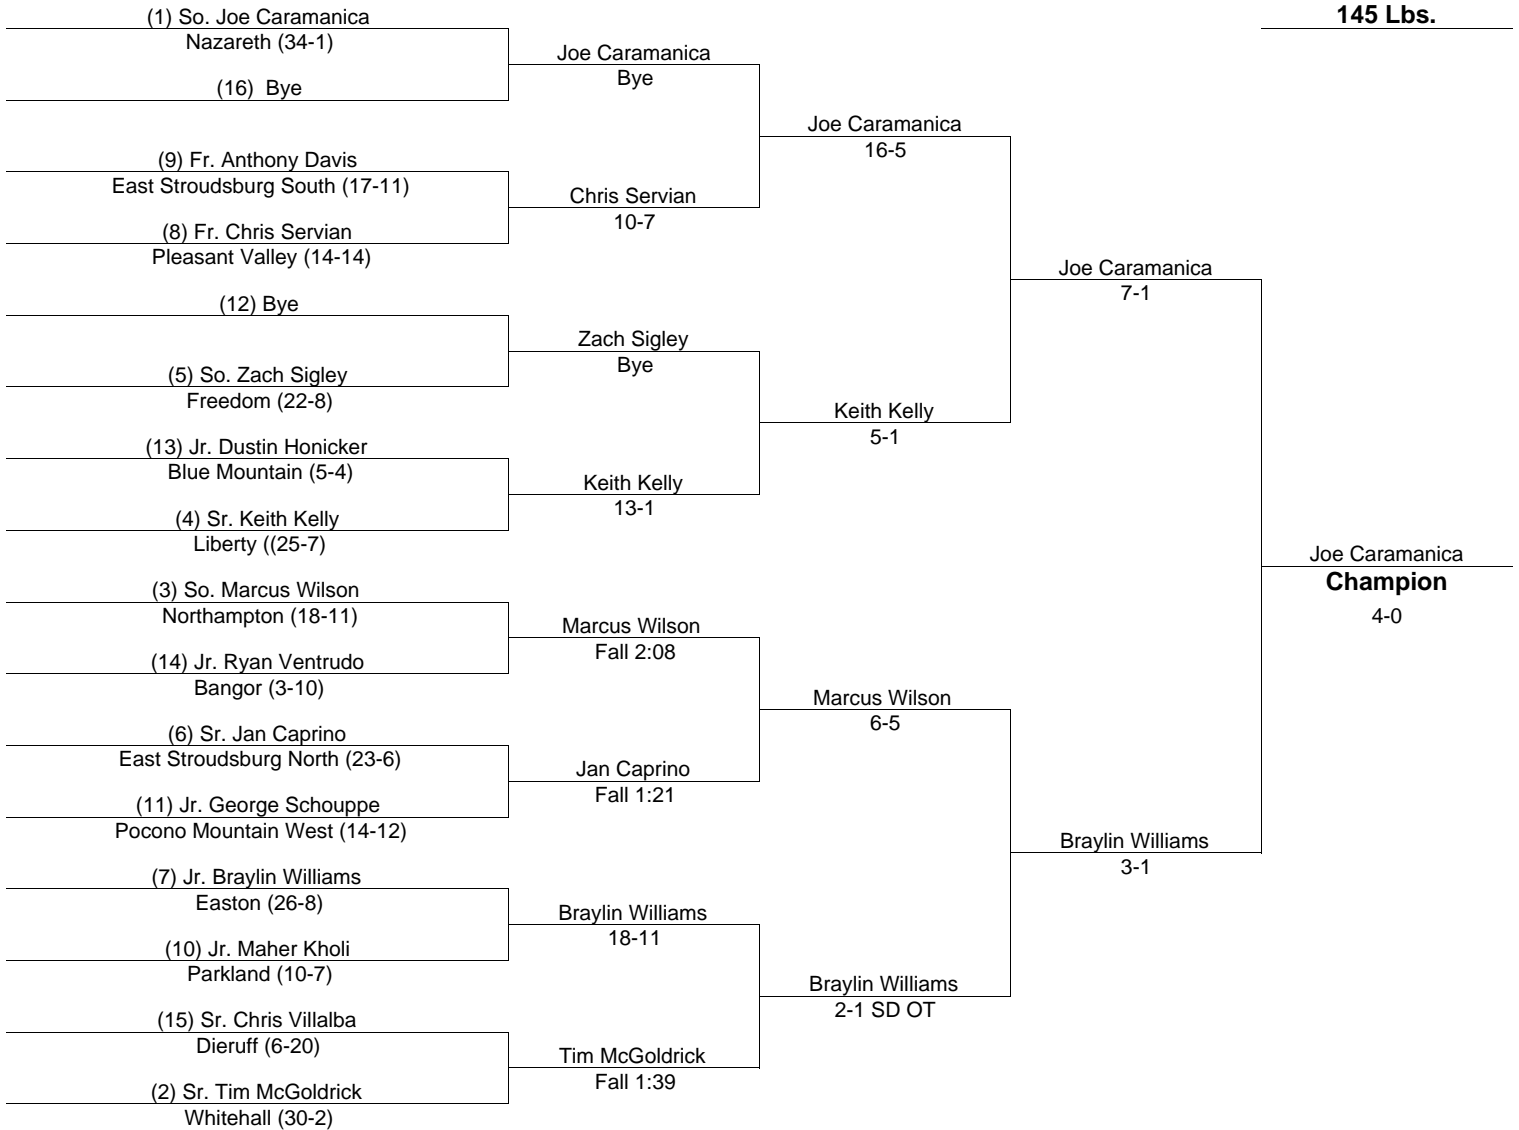 145 Lbs.
(1) So. Joe Caramanica
Nazareth (34-1)
(16) Bye
(9) Fr. Anthony Davis
East Stroudsburg South (17-11)
(8) Fr. Chris Servian
Pleasant Valley (14-14)
(12) Bye
(5) So. Zach Sigley
Freedom (22-8)
(13) Jr. Dustin Honicker
Blue Mountain (5-4)
(4) Sr. Keith Kelly
Liberty ((25-7)
(3) So. Marcus Wilson
Northampton (18-11)
(14) Jr. Ryan Ventrudo
Bangor (3-10)
(6) Sr. Jan Caprino
East Stroudsburg North (23-6)
(11) Jr. George Schouppe
Pocono Mountain West (14-12)
(7) Jr. Braylin Williams
Easton (26-8)
(10) Jr. Maher Kholi
Parkland (10-7)
(15) Sr. Chris Villalba
Dieruff (6-20)
(2) Sr. Tim McGoldrick
Whitehall (30-2)
Joe Caramanica
Bye
Chris Servian
10-7
Zach Sigley
Bye
Keith Kelly
13-1
Marcus Wilson
Fall 2:08
Jan Caprino
Fall 1:21
Braylin Williams
18-11
Tim McGoldrick
Fall 1:39
Joe Caramanica
16-5
Keith Kelly
5-1
Marcus Wilson
6-5
Braylin Williams
2-1 SD OT
Joe Caramanica
7-1
Braylin Williams
3-1
Joe Caramanica
Champion
4-0